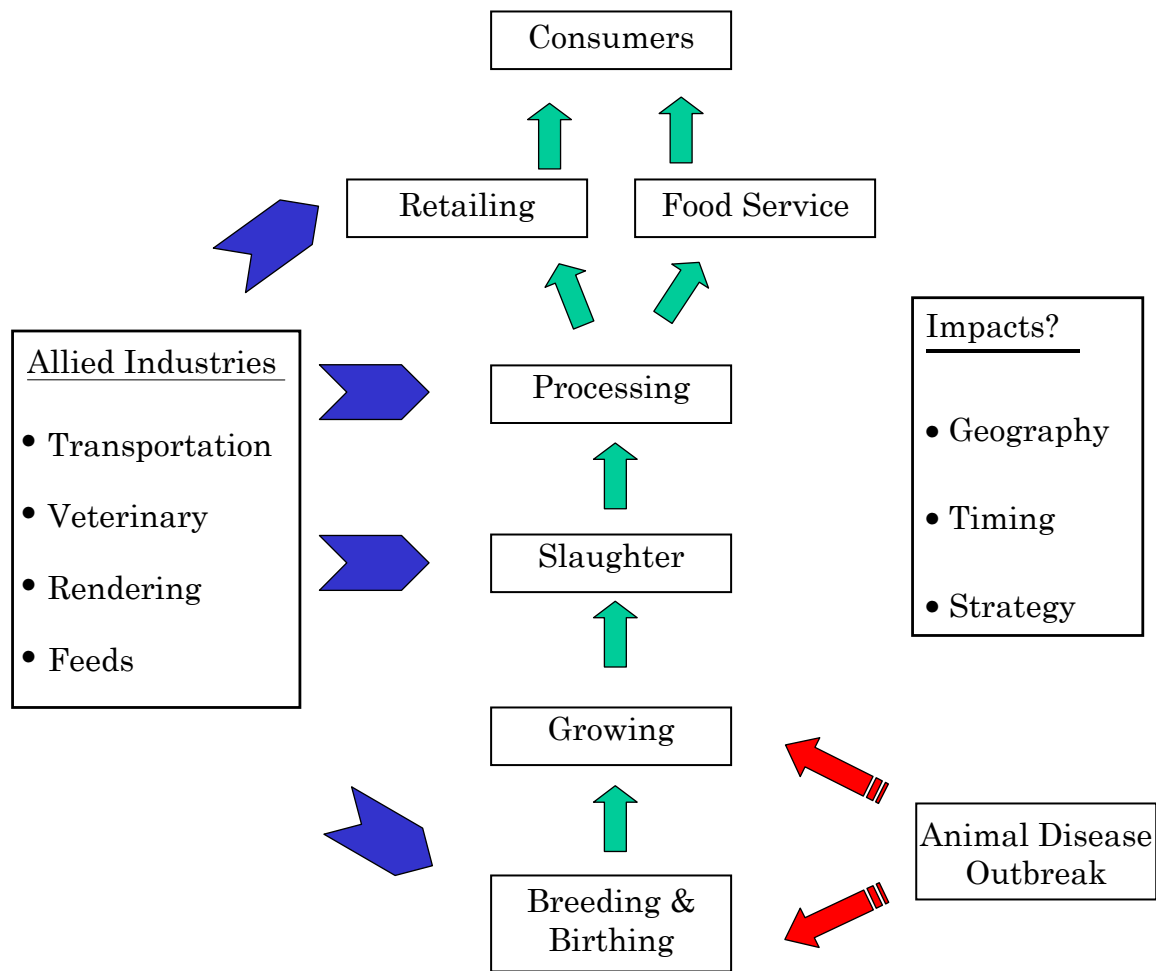 Consumers
Retailing
Food Service
Allied Industries
• Transportation
• Veterinary
• Rendering
• Feeds
Processing
Slaughter
Growing
Breeding &
Birthing
Impacts?
• Geography
• Timing
• Strategy
Animal Disease
Outbreak